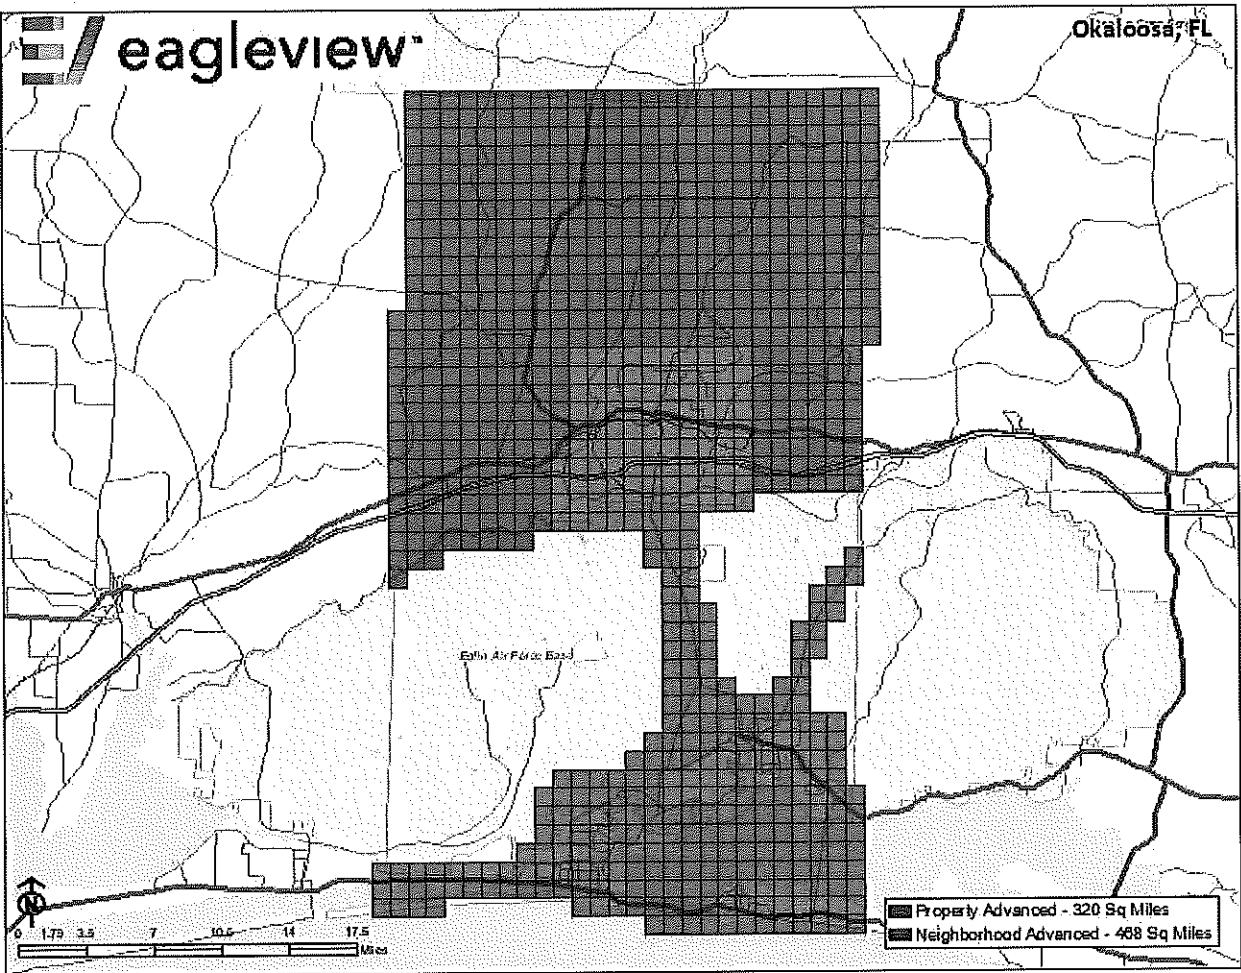 eagleview™
Okaloosa, FL
Eglin Air Force Base
0 1.75 3.5 7 10.5 14 17.5
Miles
N
Property Advanced - 320 Sq Miles
Neighborhood Advanced - 468 Sq Miles